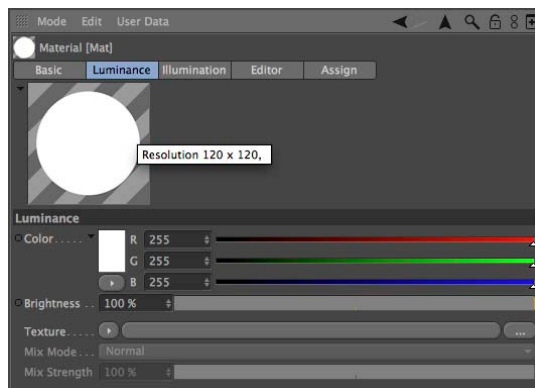 Mode Edit User Data
Material [Mat]
Basic Luminance Illumination Editor Assign
Resolution 120 x 120,
Luminance
Color..... R 255
G 255
B 255
Brightness .. 100 %
Texture.....  ...
Mix Mode... Normal
Mix Strength 100 %